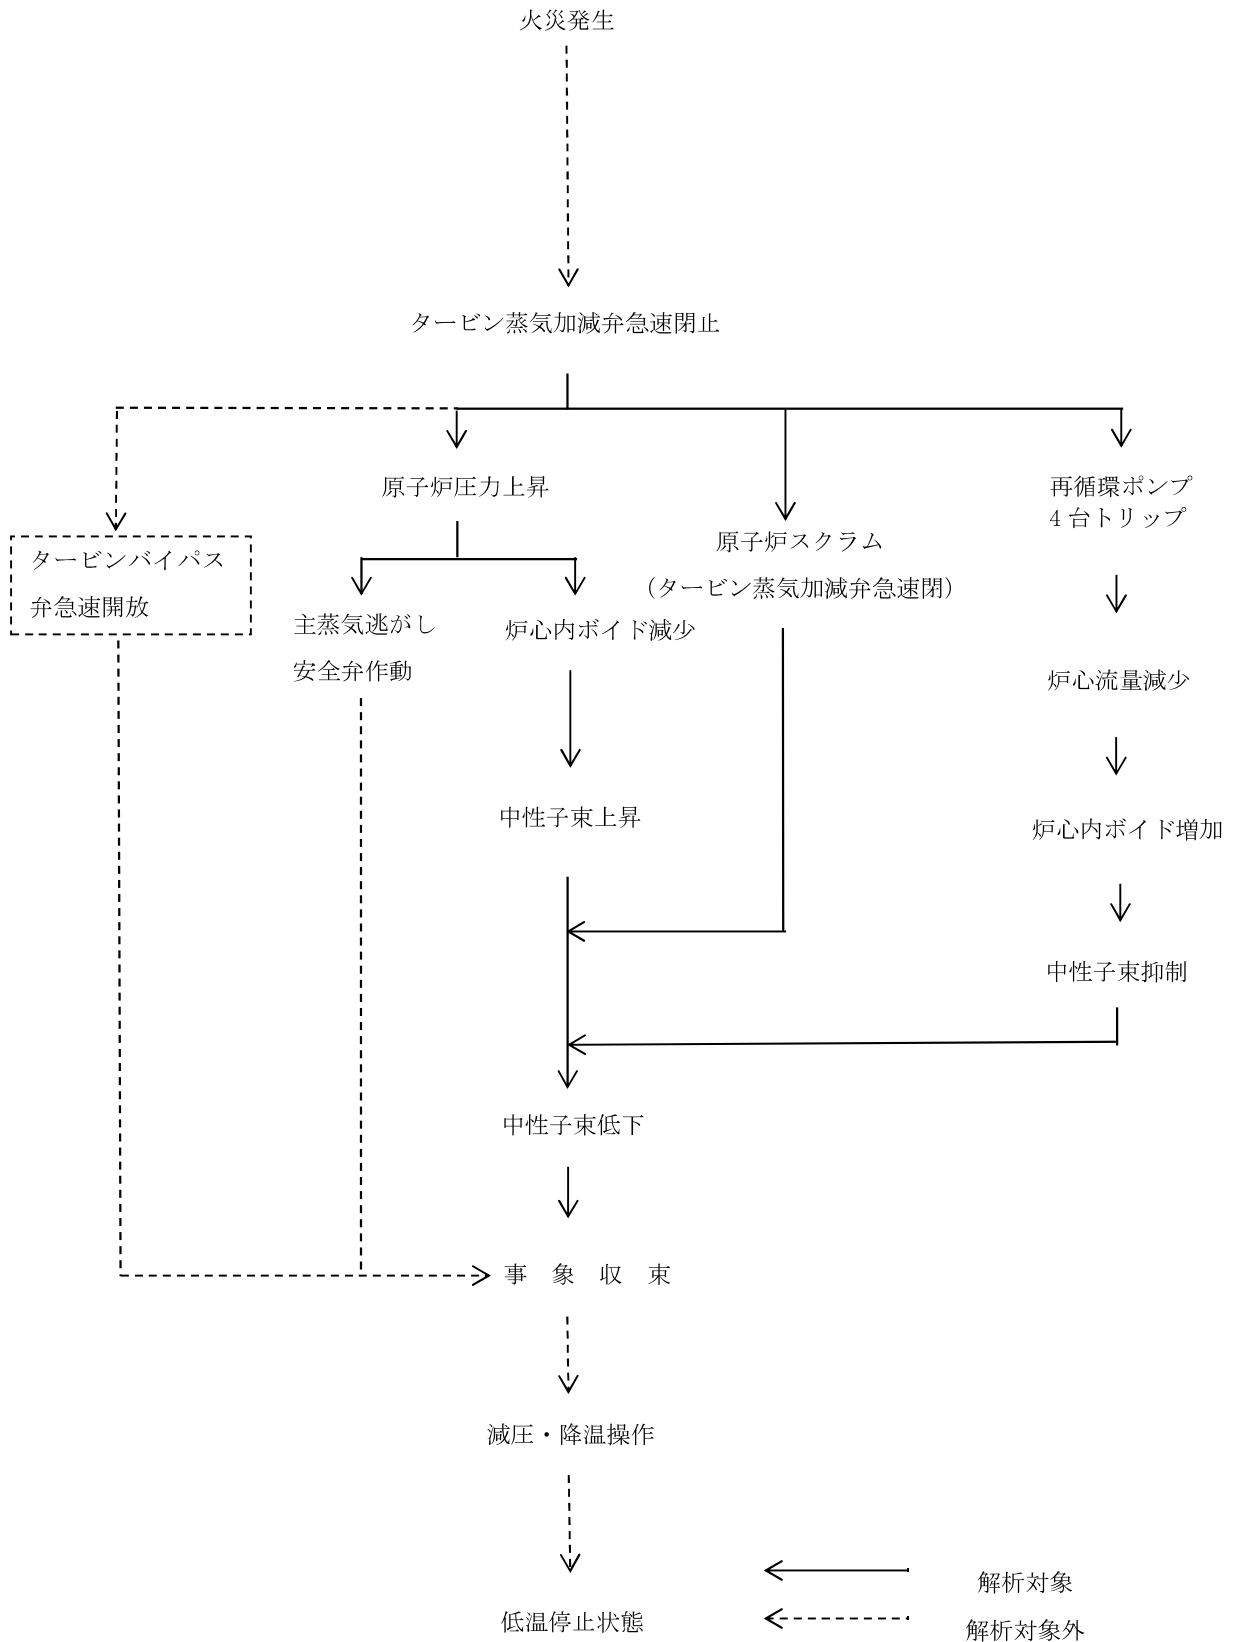 火災発生
タービン蒸気加減弁急速閉止
原子炉圧力上昇
再循環ポンプ
4台トリップ
原子炉スクラム
（タービン蒸気加減弁急速閉）
タービンバイパス
弁急速開放
主蒸気逃がし
安全弁作動
炉心内ボイド減少
炉心流量減少
中性子束上昇
炉心内ボイド増加
中性子束抑制
中性子束低下
事　象　収　束
減圧・降温操作
低温停止状態
解析対象
解析対象外